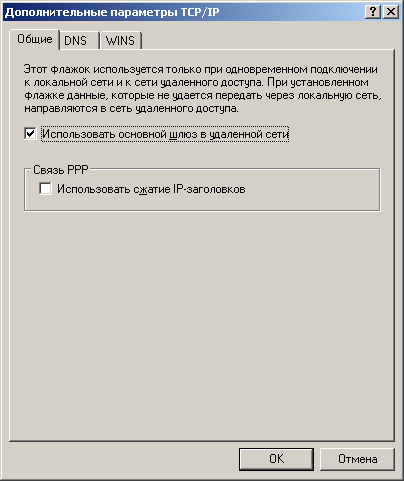 Дополнительные параметры TCP/IP
Общие DNS WINS
Этот флажок используется только при одновременном подключении
к локальной сети и к сети удаленного доступа. При установленном
флажке данные, которые не удается передать через локальную сеть,
направляются в сеть удаленного доступа.
Использовать основной шлюз в удаленной сети
Связь PPP
Использовать сжатие IP-заголовков
OK Отмена